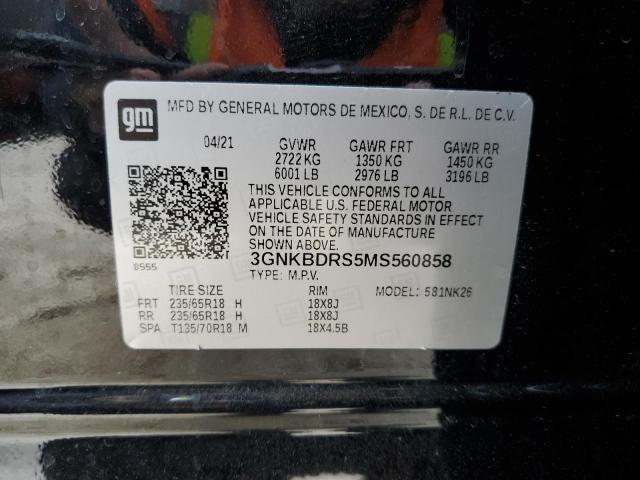 gm
MFD BY GENERAL MOTORS DE MEXICO, S. DE R.L. DE C.V.
04/21 GVWR GAWR FRT GAWR RR
2722 KG 1350 KG 1450 KG
6001 LB 2976 LB 3196 LB
THIS VEHICLE CONFORMS TO ALL
APPLICABLE U.S. FEDERAL MOTOR
VEHICLE SAFETY STANDARDS IN EFFECT
ON THE DATE OF MANUFACTURE
SHOWN ABOVE.
8555
3GNKBDRS5MS560858
TYPE: M.P.V.
TIRE SIZE RIM MODEL: 581NK26
FRT 235/65R18 H 18X8J
RR 235/65R18 H 18X8J
SPA T135/70R18 M 18X4.5B